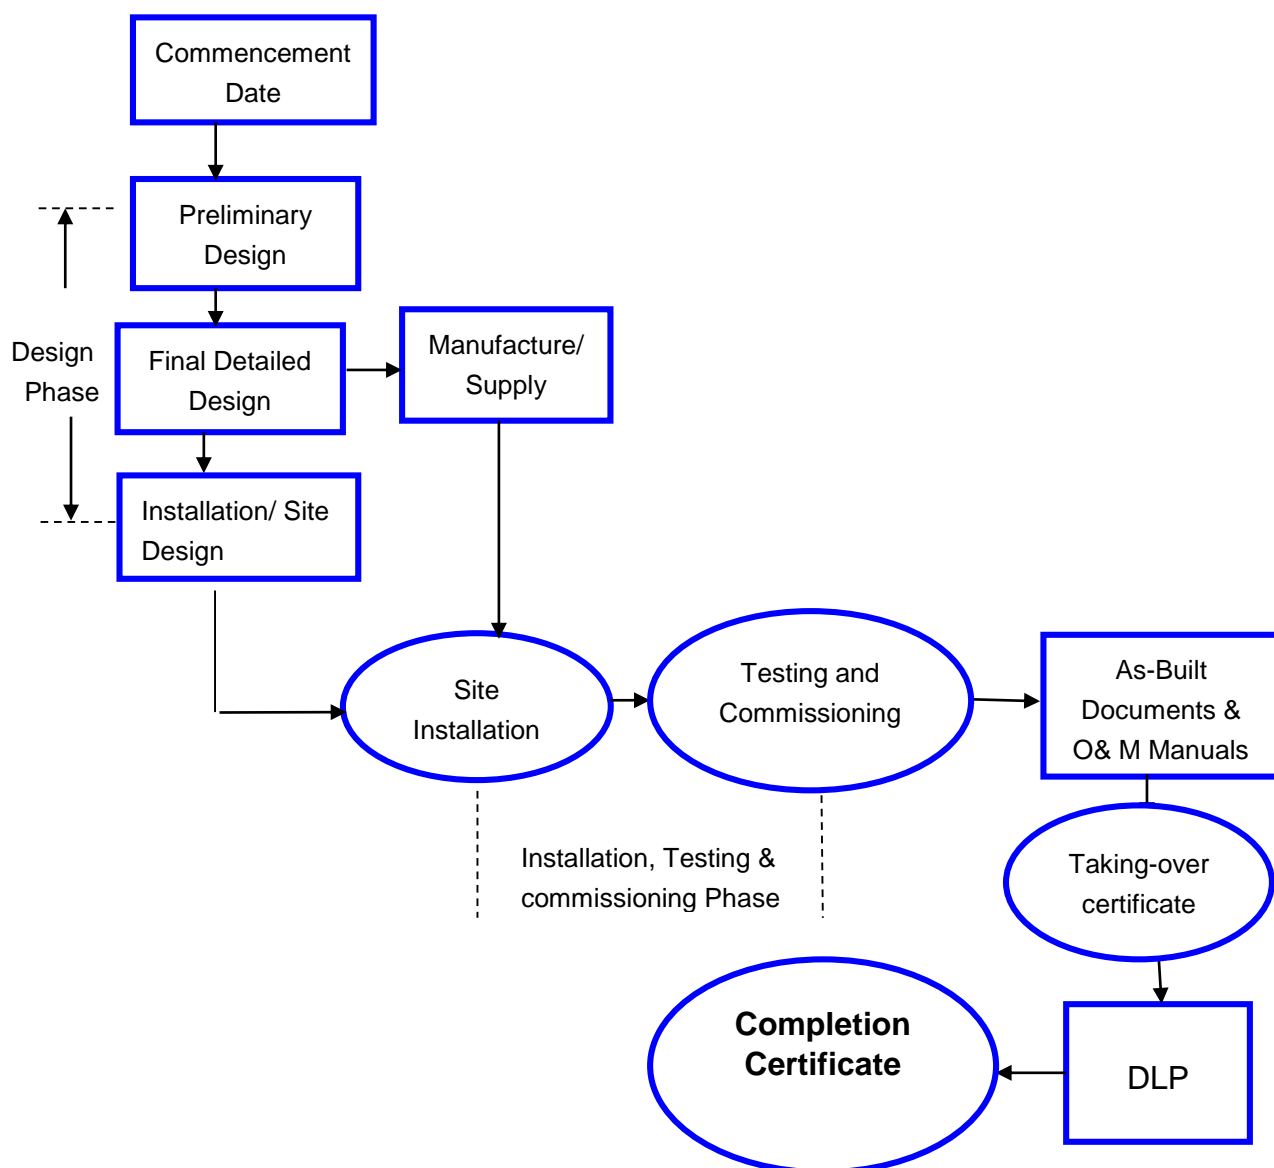 Commencement
Date
Preliminary
Design
Design
Phase
Final Detailed
Design
Manufacture/
Supply
Installation/ Site
Design
Site
Installation
Testing and
Commissioning
As-Built
Documents &
O& M Manuals
Installation, Testing &
commissioning Phase
Taking-over
certificate
Completion
Certificate
DLP